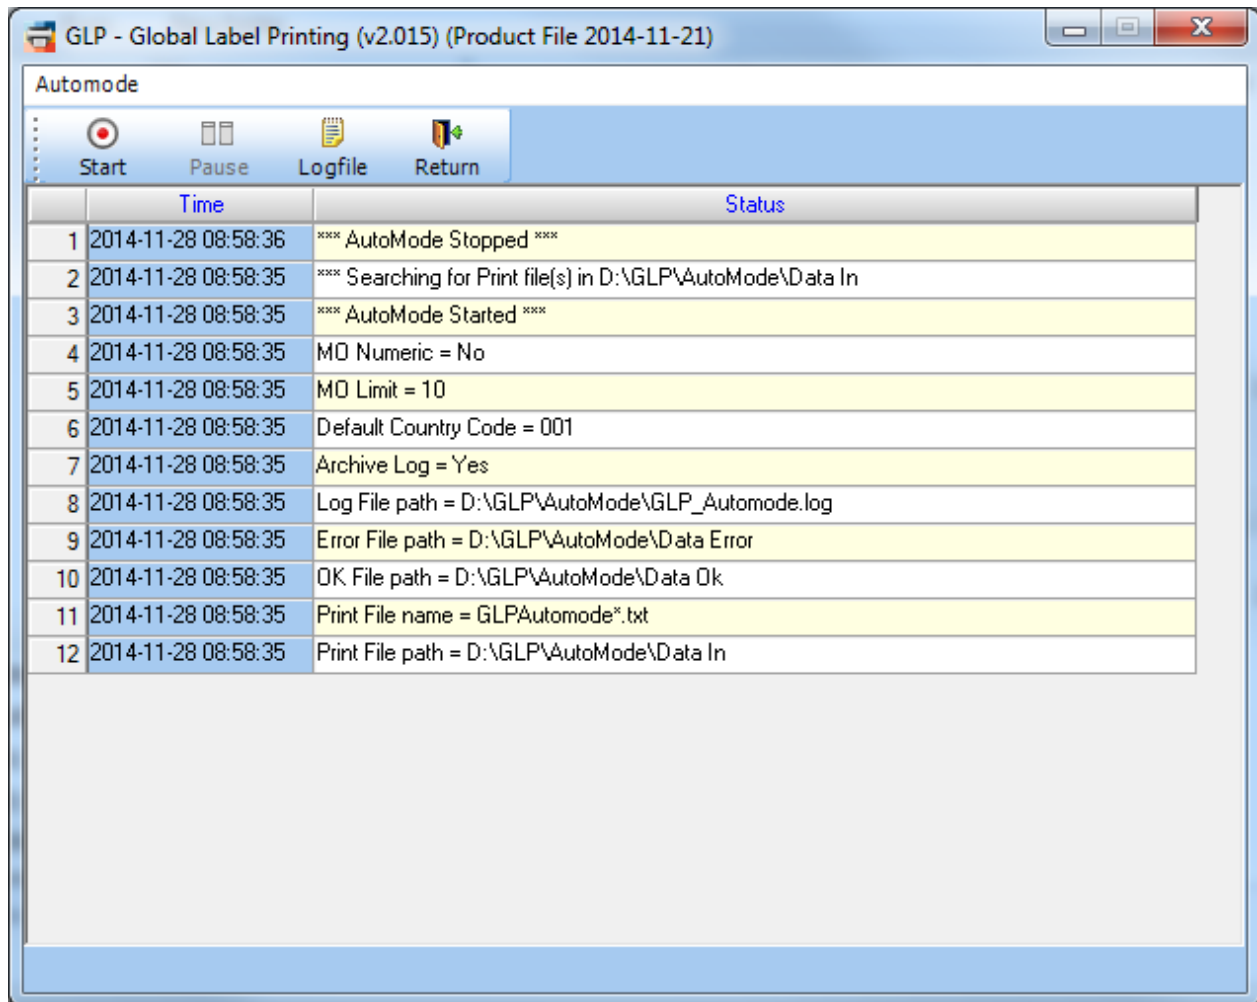 GLP - Global Label Printing (v2.015) (Product File 2014-11-21)
Automode
Start Pause Logfile Return
Time Status
1 2014-11-28 08:58:36 *** AutoMode Stopped ***
2 2014-11-28 08:58:35 *** Searching for Print file(s) in D:\GLP\AutoMode\Data In
3 2014-11-28 08:58:35 *** AutoMode Started ***
4 2014-11-28 08:58:35 MO Numeric = No
5 2014-11-28 08:58:35 MO Limit = 10
6 2014-11-28 08:58:35 Default Country Code = 001
7 2014-11-28 08:58:35 Archive Log = Yes
8 2014-11-28 08:58:35 Log File path = D:\GLP\AutoMode\GLP_Automode.log
9 2014-11-28 08:58:35 Error File path = D:\GLP\AutoMode\Data Error
10 2014-11-28 08:58:35 OK File path = D:\GLP\AutoMode\Data Ok
11 2014-11-28 08:58:35 Print File name = GLPAutomode*.txt
12 2014-11-28 08:58:35 Print File path = D:\GLP\AutoMode\Data In